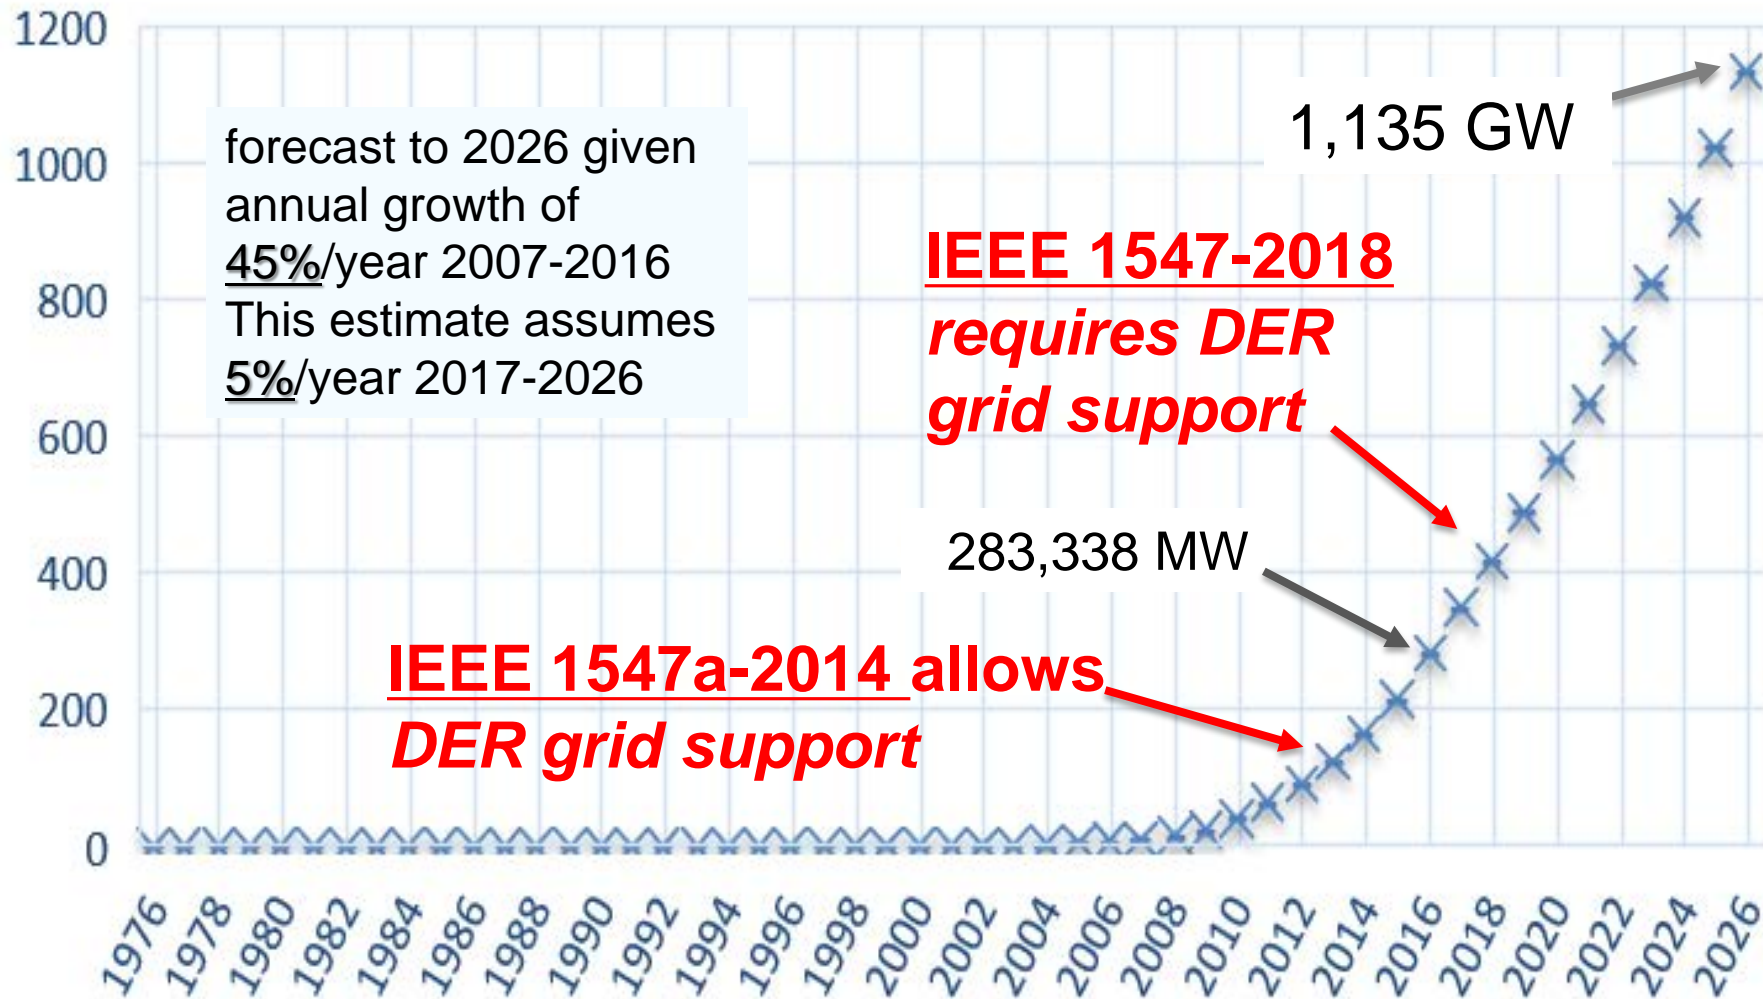 1200
1000
800
600
400
200
0
forecast to 2026 given
annual growth of
45%/year 2007-2016
This estimate assumes
5%/year 2017-2026
1,135 GW
IEEE 1547-2018
requires DER
grid support
283,338 MW
IEEE 1547a-2014 allows
DER grid support
1976
1978
1980
1982
1984
1986
1988
1990
1992
1994
1996
1998
2000
2002
2004
2006
2008
2010
2012
2014
2016
2018
2020
2022
2024
2026